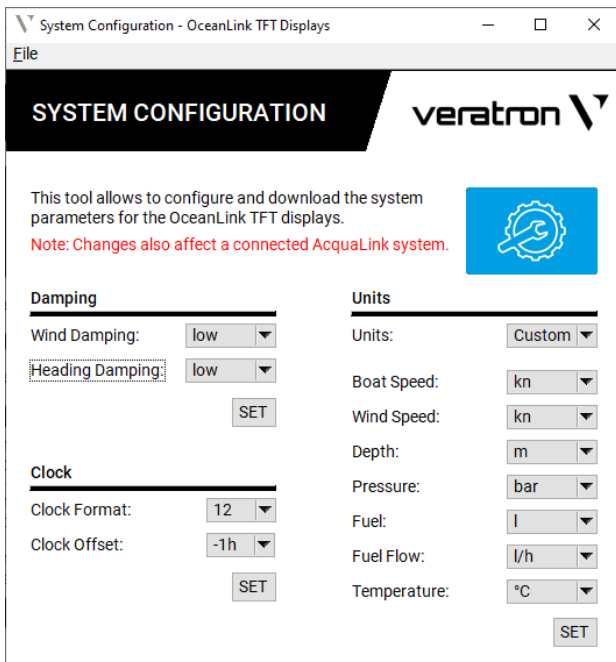 System Configuration - OceanLink TFT Displays
File
SYSTEM CONFIGURATION
veratron
This tool allows to configure and download the system
parameters for the OceanLink TFT displays.
Note: Changes also affect a connected AcquaLink system.
Damping
Wind Damping: low
Heading Damping: low
SET
Clock
Clock Format: 12
Clock Offset: -1h
SET
Units
Units: Custom
Boat Speed: kn
Wind Speed: kn
Depth: m
Pressure: bar
Fuel: l
Fuel Flow: l/h
Temperature: °C
SET